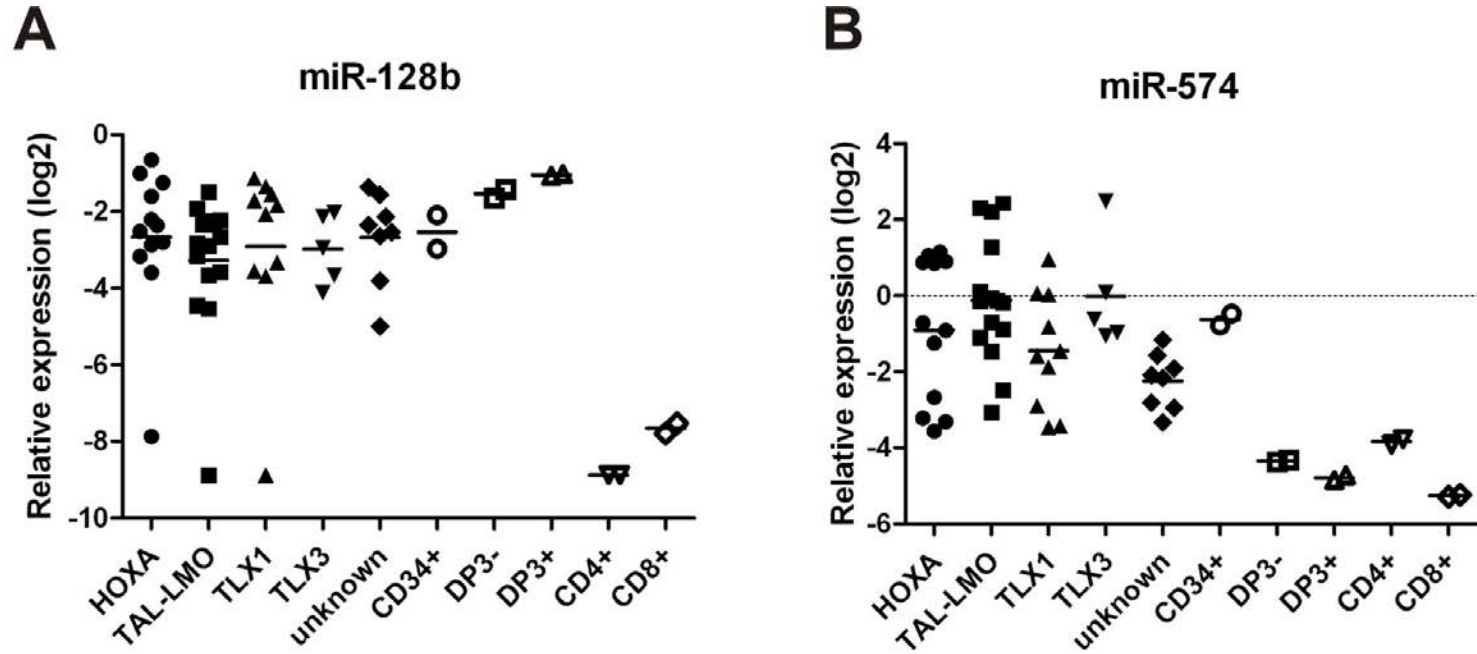 A
miR-128b
Relative expression (log2)
0
-2
-4
-6
-8
-10
HOXA
TAL-LMO
TLX1
TLX3
unknown
CD34+
DP3-
DP3+
CD4+
CD8+
B
miR-574
Relative expression (log2)
4
2
0
-2
-4
-6
HOXA
TAL-LMO
TLX1
TLX3
unknown
CD34+
DP3-
DP3+
CD4+
CD8+